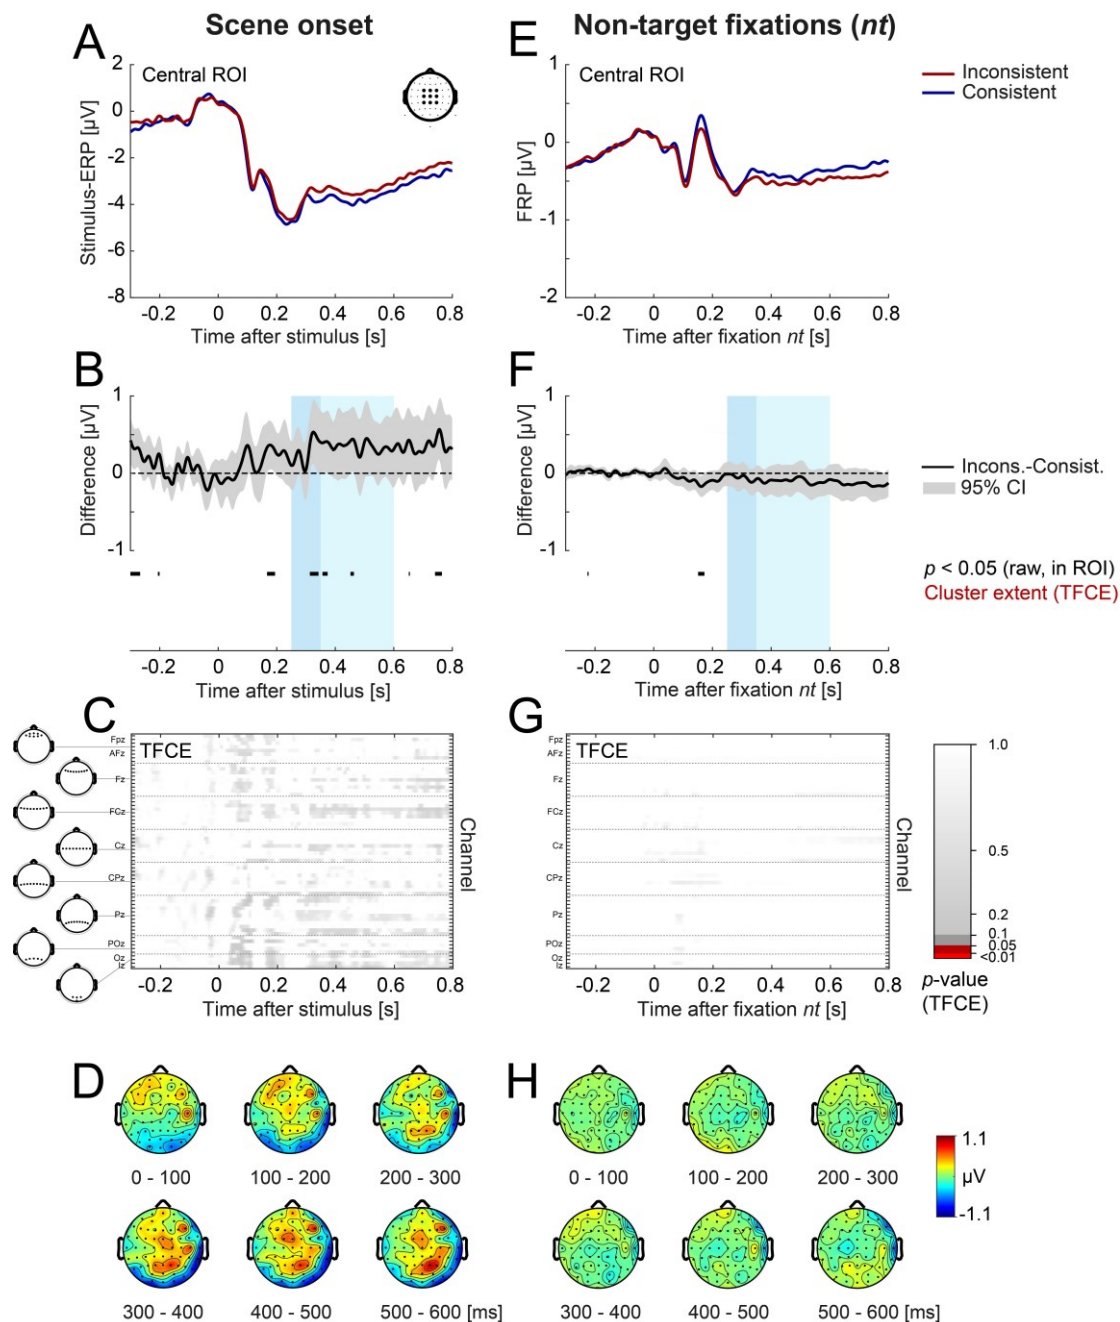 Scene onset
Non-target fixations (nt)
A
Central ROI
Stimulus-ERP [µV]
2
0
-2
-4
-6
-8
-0.2 0 0.2 0.4 0.6 0.8
Time after stimulus [s]
E
Central ROI
FRP [µV]
1
0
-1
-2
-0.2 0 0.2 0.4 0.6 0.8
Time after fixation nt [s]
Inconsistent
Consistent
B
Difference [µV]
1
0
-1
-0.2 0 0.2 0.4 0.6 0.8
Time after stimulus [s]
F
Difference [µV]
1
0
-1
-0.2 0 0.2 0.4 0.6 0.8
Time after fixation nt [s]
Incons.-Consist.
95% CI
p < 0.05 (raw, in ROI)
Cluster extent (TFCE)
C
TFCE
Fpz
AFz
Fz
FCz
Cz
CPz
Pz
POz
Oz
Iz
Channel
-0.2 0 0.2 0.4 0.6 0.8
Time after stimulus [s]
G
TFCE
Fpz
AFz
Fz
FCz
Cz
CPz
Pz
POz
Oz
Iz
Channel
-0.2 0 0.2 0.4 0.6 0.8
Time after fixation nt [s]
1.0
0.5
0.2
0.1
0.05
<0.01
p-value
(TFCE)
D
0 - 100
100 - 200
200 - 300
300 - 400
400 - 500
500 - 600 [ms]
H
0 - 100
100 - 200
200 - 300
300 - 400
400 - 500
500 - 600 [ms]
1.1
µV
-1.1